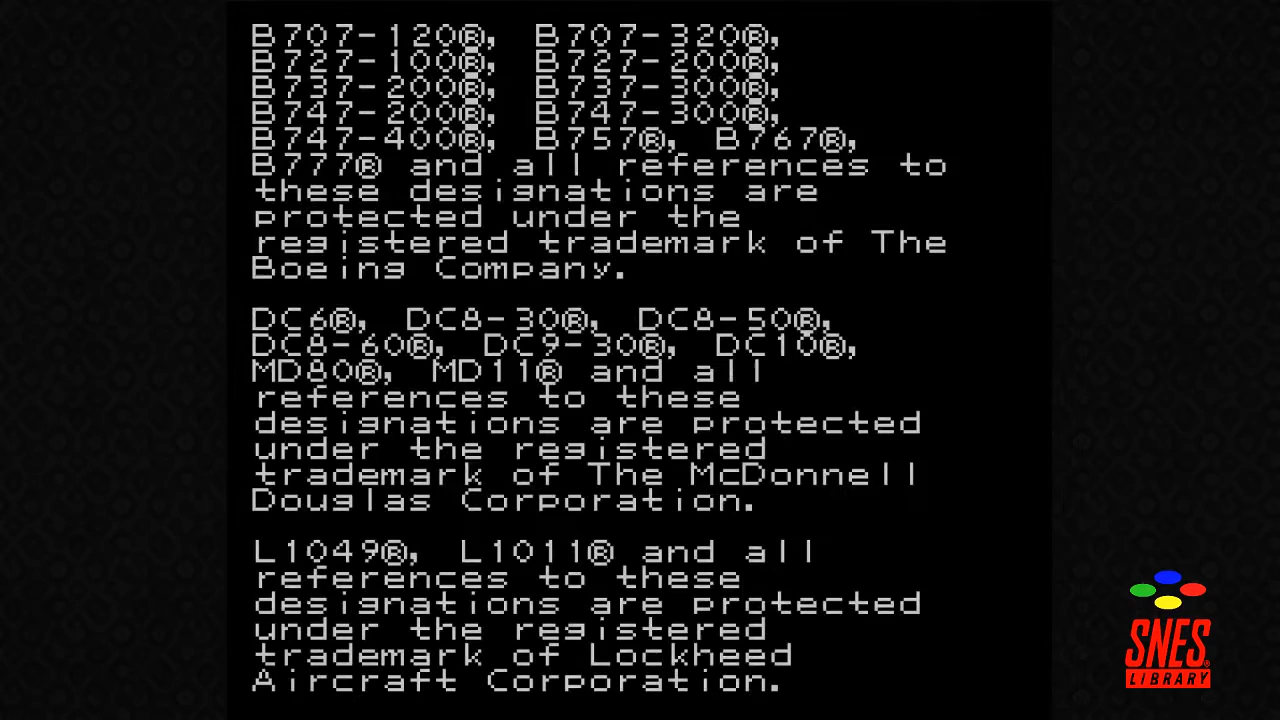 B707-120®, B707-320®,
B727-100®, B727-200®,
B737-200®, B737-300®,
B747-200®, B747-300®,
B747-400®, B757®, B767®,
B777® and all references to
these designations are
protected under the
registered trademark of The
Boeing Company.
DC6®, DC8-30®, DC8-50®,
DC8-60®, DC9-30®, DC10®,
MD80®, MD11® and all
references to these
designations are protected
under the registered
trademark of The McDonnell
Douglas Corporation.
L1049®, L1011® and all
references to these
designations are protected
under the registered
trademark of Lockheed
Aircraft Corporation.
SNES®
LIBRARY